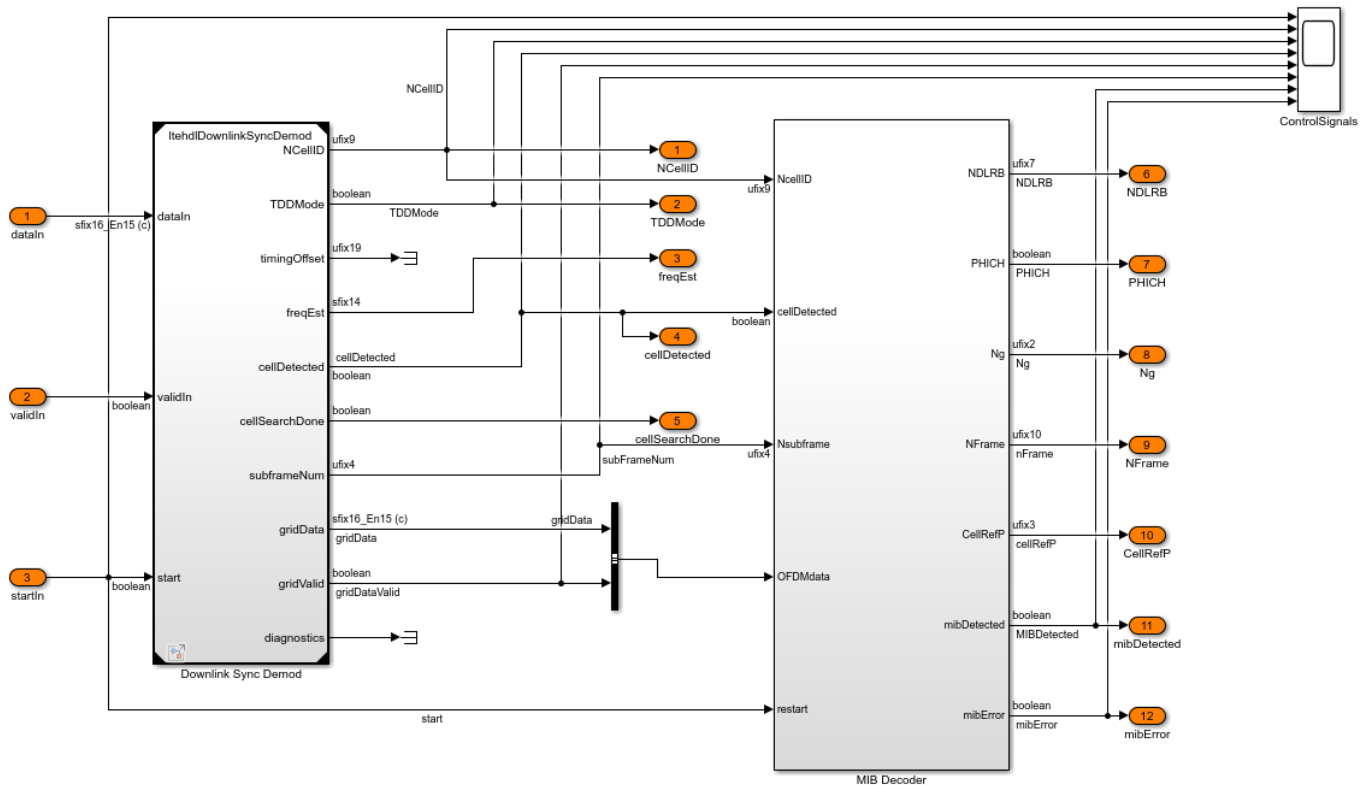 ControlSignals
NCellID
ltehdlDownlinkSyncDemod
NCellID
TDDMode
timingOffset
freqEst
cellDetected
cellSearchDone
subframeNum
gridData
gridValid
diagnostics
dataIn
validIn
start
Downlink Sync Demod
1
dataIn
sfix16_En15 (c)
2
validIn
boolean
3
startIn
boolean
ufix9
boolean
TDDMode
ufix19
sfix14
cellDetected
boolean
boolean
ufix4
sfix16_En15 (c)
gridData
boolean
gridDataValid
start
1
NCellID
2
TDDMode
3
freqEst
4
cellDetected
5
cellSearchDone
subFrameNum
gridData
ufix9
boolean
ufix4
NcellID
cellDetected
Nsubframe
OFDMdata
restart
NDLRB
PHICH
Ng
NFrame
CellRefP
mibDetected
mibError
MIB Decoder
ufix7
NDLRB
6
NDLRB
boolean
PHICH
7
PHICH
ufix2
Ng
8
Ng
ufix10
nFrame
9
NFrame
ufix3
cellRefP
10
CellRefP
boolean
MIBDetected
11
mibDetected
boolean
mibError
12
mibError